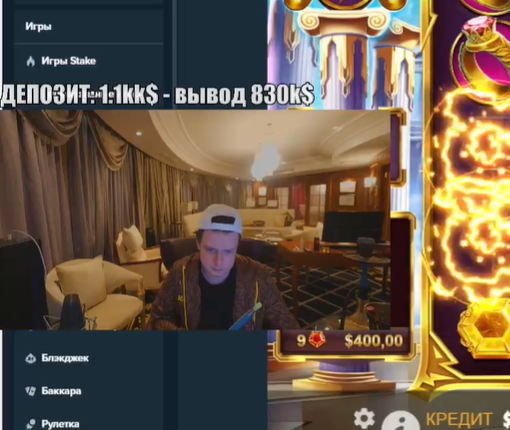 Игры
Игры Stake
ДЕПОЗИТ: 1.1kk$ - вывод 830k$
9 $400,00
Блэкджек
Баккара
Рулетка
КРЕДИТ $